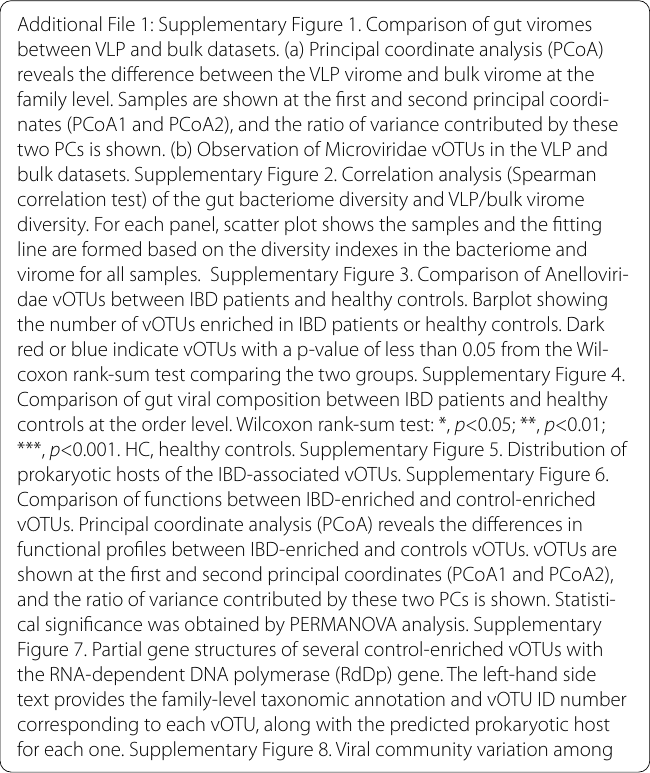 Additional File 1: Supplementary Figure 1. Comparison of gut viromes
between VLP and bulk datasets. (a) Principal coordinate analysis (PCoA)
reveals the difference between the VLP virome and bulk virome at the
family level. Samples are shown at the first and second principal coordi-
nates (PCoA1 and PCoA2), and the ratio of variance contributed by these
two PCs is shown. (b) Observation of Microviridae vOTUs in the VLP and
bulk datasets. Supplementary Figure 2. Correlation analysis (Spearman
correlation test) of the gut bacteriome diversity and VLP/bulk virome
diversity. For each panel, scatter plot shows the samples and the fitting
line are formed based on the diversity indexes in the bacteriome and
virome for all samples. Supplementary Figure 3. Comparison of Anelloviri-
dae vOTUs between IBD patients and healthy controls. Barplot showing
the number of vOTUs enriched in IBD patients or healthy controls. Dark
red or blue indicate vOTUs with a p-value of less than 0.05 from the Wil-
coxon rank-sum test comparing the two groups. Supplementary Figure 4.
Comparison of gut viral composition between IBD patients and healthy
controls at the order level. Wilcoxon rank-sum test: *, p<0.05; **, p<0.01;
***, p<0.001. HC, healthy controls. Supplementary Figure 5. Distribution of
prokaryotic hosts of the IBD-associated vOTUs. Supplementary Figure 6.
Comparison of functions between IBD-enriched and control-enriched
vOTUs. Principal coordinate analysis (PCoA) reveals the differences in
functional profiles between IBD-enriched and controls vOTUs. vOTUs are
shown at the first and second principal coordinates (PCoA1 and PCoA2),
and the ratio of variance contributed by these two PCs is shown. Statisti-
cal significance was obtained by PERMANOVA analysis. Supplementary
Figure 7. Partial gene structures of several control-enriched vOTUs with
the RNA-dependent DNA polymerase (RdDp) gene. The left-hand side
text provides the family-level taxonomic annotation and vOTU ID number
corresponding to each vOTU, along with the predicted prokaryotic host
for each one. Supplementary Figure 8. Viral community variation among